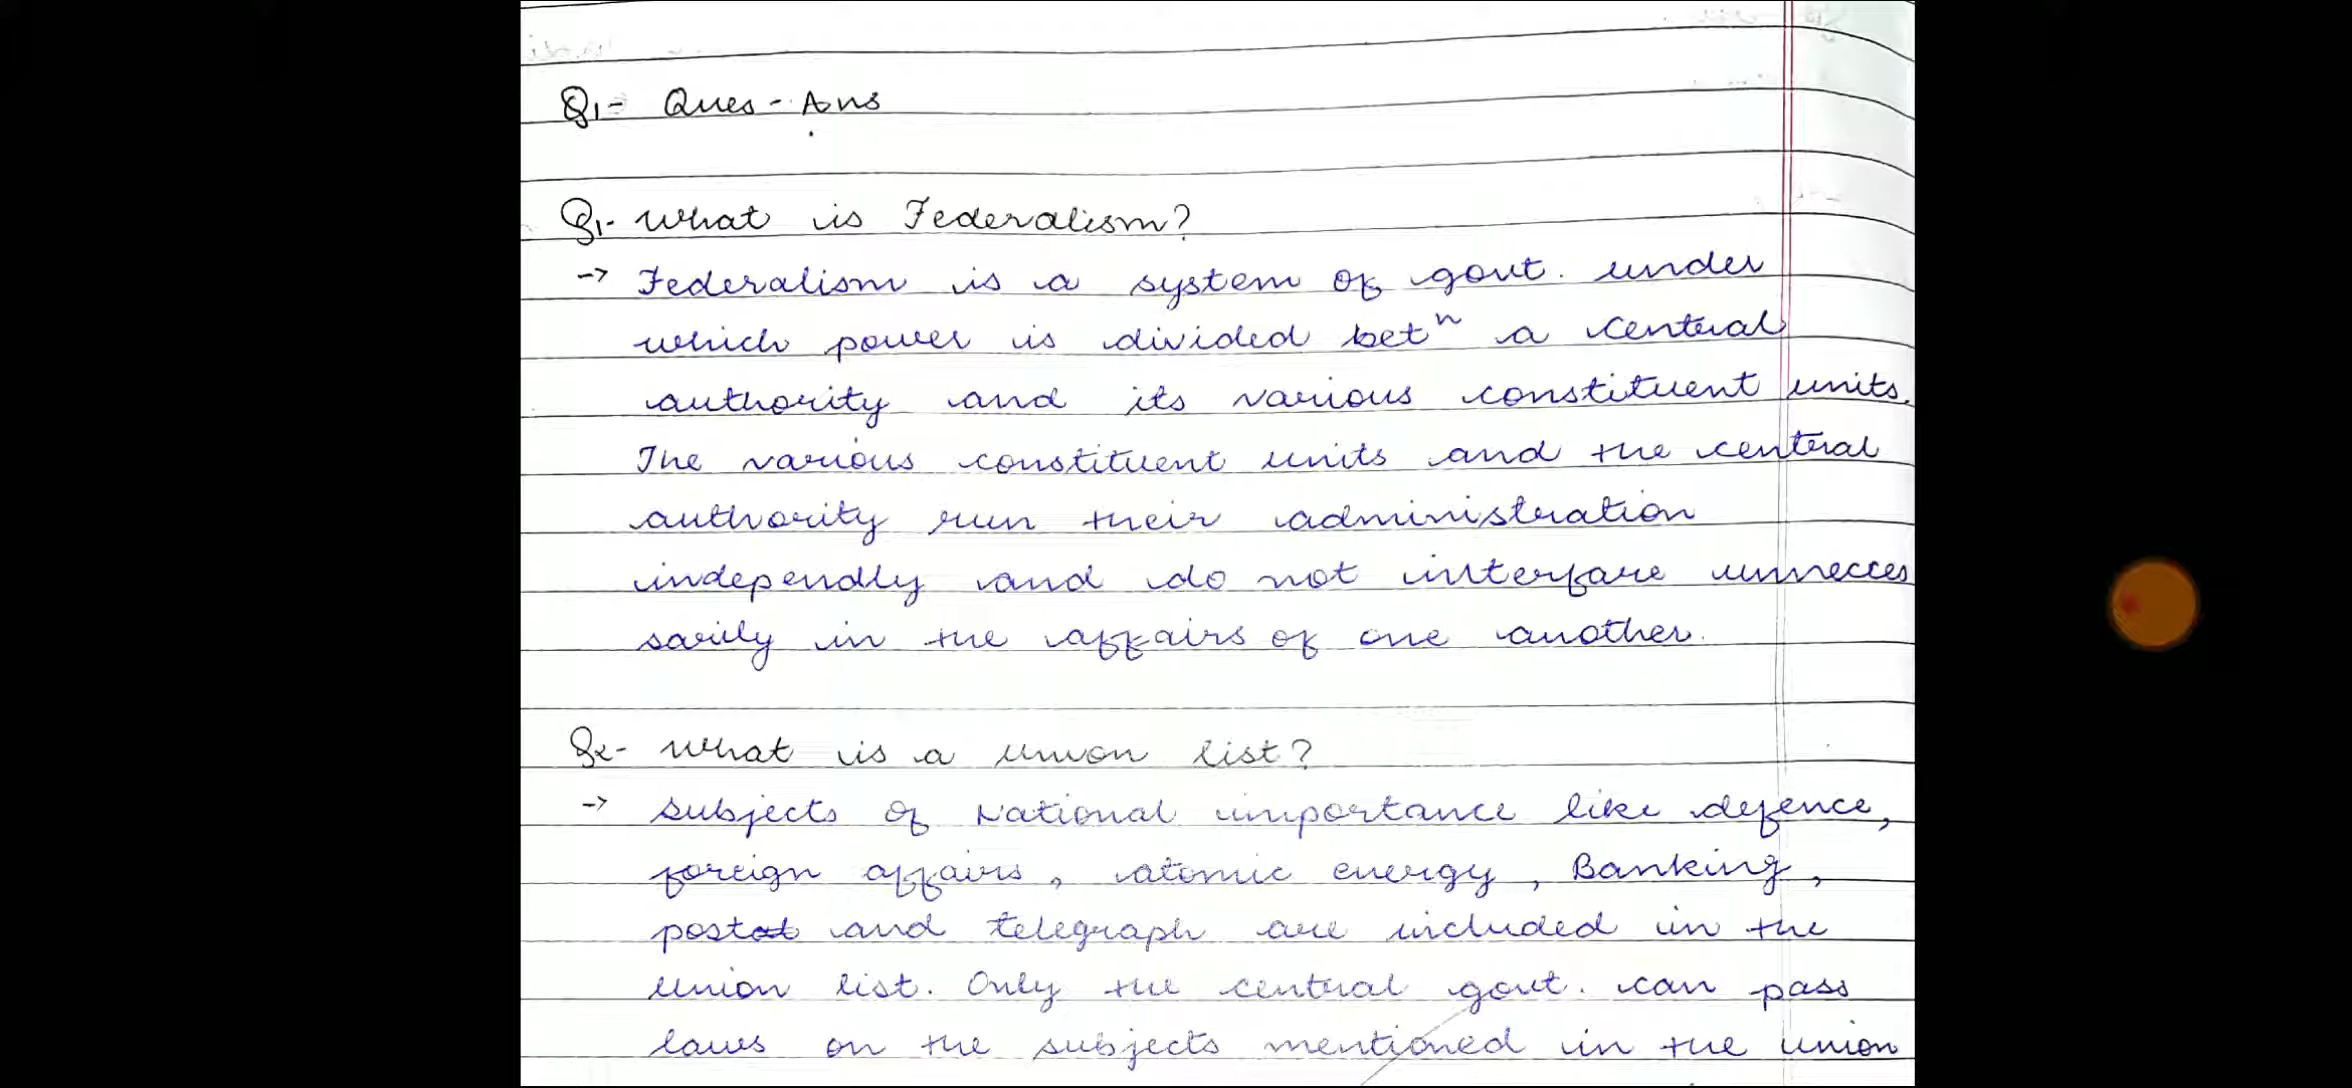 Q1- Ques - Ans
Q1- What is Federalism?
-> Federalism is a system of govt. under
which power is divided betn a central
authority and its various constituent units.
The various constituent units and the central
authority run their administration
independly and do not interfare unnecces
sarily in the affairs of one another.
Q2- What is a union list?
-> Subjects of National importance like defence,
foreign affairs, atomic energy, Banking,
post and telegraph are included in the
union list. Only the central govt. can pass
laws on the subjects mentioned in the union